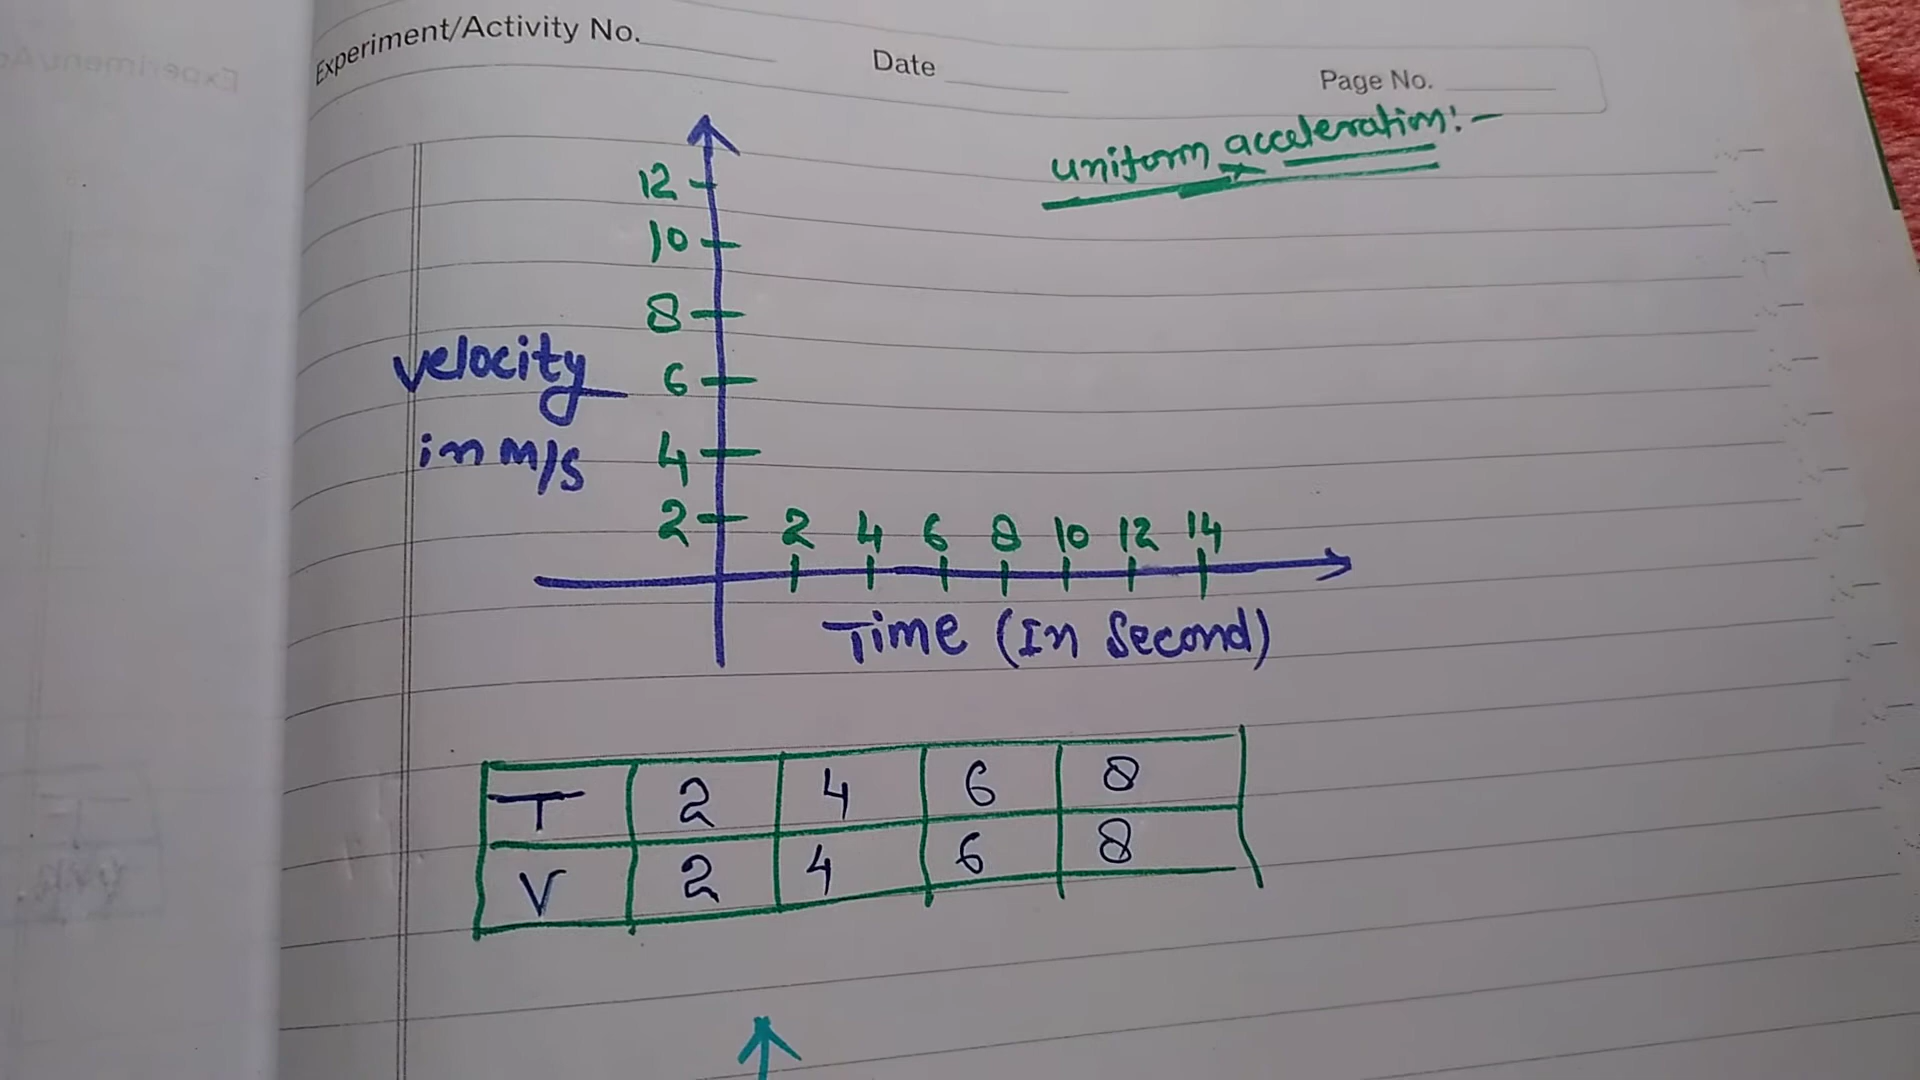 Experiment/Activity No.
Date
Page No.
uniform acceleration:-
12
10
8
velocity
6
in m/s
4
2
2 4 6 8 10 12 14
Time (In Second)
T 2 4 6 8
V 2 4 6 8